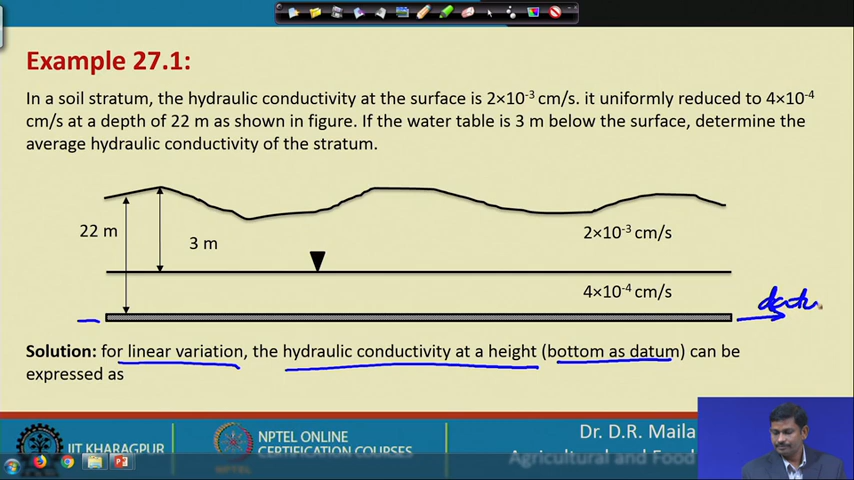 Example 27.1:
In a soil stratum, the hydraulic conductivity at the surface is 2×10-3 cm/s. it uniformly reduced to 4×10-4
cm/s at a depth of 22 m as shown in figure. If the water table is 3 m below the surface, determine the
average hydraulic conductivity of the stratum.
22 m
3 m
2×10-3 cm/s
4×10-4 cm/s
Solution: for linear variation, the hydraulic conductivity at a height (bottom as datum) can be
expressed as
IIT KHARAGPUR
NPTEL ONLINE
CERTIFICATION COURSES
NPTEL
Dr. D.R. Maila
Agricultural and Food